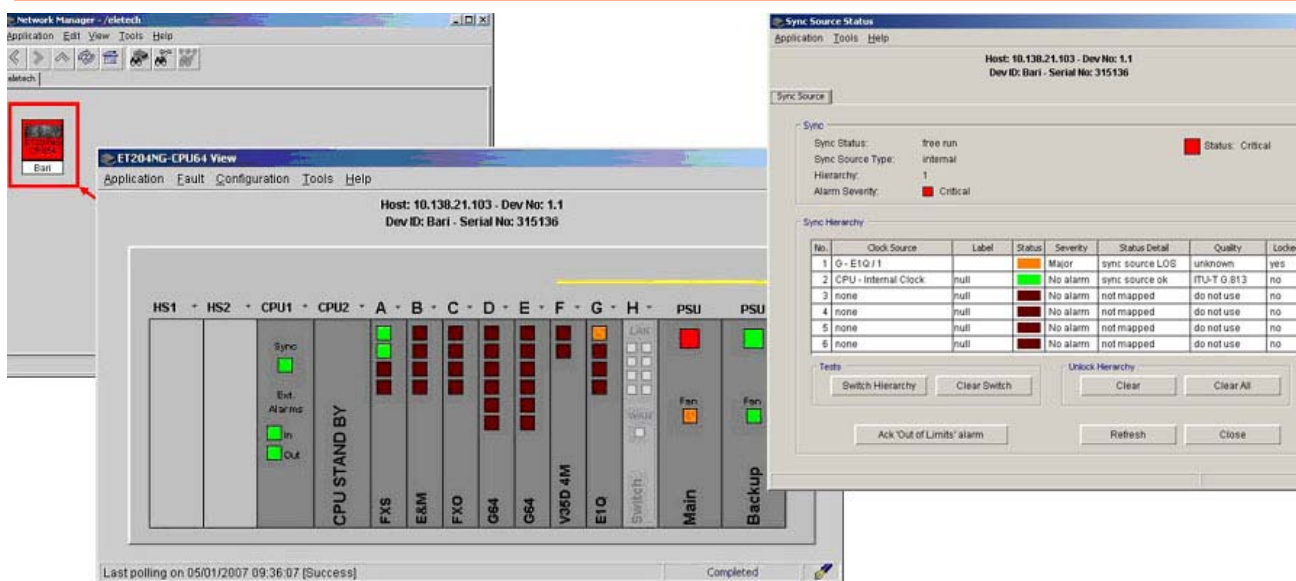 Network Manager - /eletech
Application Edit View Tools Help
eletech
Bari
ET204NG-CPU64 View
Application Fault Configuration Tools Help
Host: 10.138.21.103 - Dev No: 1.1
Dev ID: Bari - Serial No: 315136
HS1 HS2 CPU1 CPU2 A B C D E F G H PSU PSU
Sync
Ext.
Alarms
In
Out
CPU STAND BY
FXS
E&M
FXO
G64
G64
V35D 4M
E1Q
LAN
WAN
Switch
Fan
Main
Fan
Backup
Last polling on 05/01/2007 09:36:07 [Success]
Completed
Sync Source Status
Application Tools Help
Host: 10.138.21.103 - Dev No: 1.1
Dev ID: Bari - Serial No: 315136
Sync Source
Sync
Sync Status: free run
Status: Critical
Sync Source Type: internal
Hierarchy: 1
Alarm Severity: Critical
Sync Hierarchy
No. Clock Source Label Status Severity Status Detail Quality Locked
1 G - E1Q / 1 Major sync source LOS unknown yes
2 CPU - Internal Clock null No alarm sync source ok ITU-T G.813 no
3 none null No alarm not mapped do not use no
4 none null No alarm not mapped do not use no
5 none null No alarm not mapped do not use no
6 none null No alarm not mapped do not use no
Tests
Unlock Hierarchy
Switch Hierarchy Clear Switch Clear Clear All
Ack 'Out of Limits' alarm Refresh Close